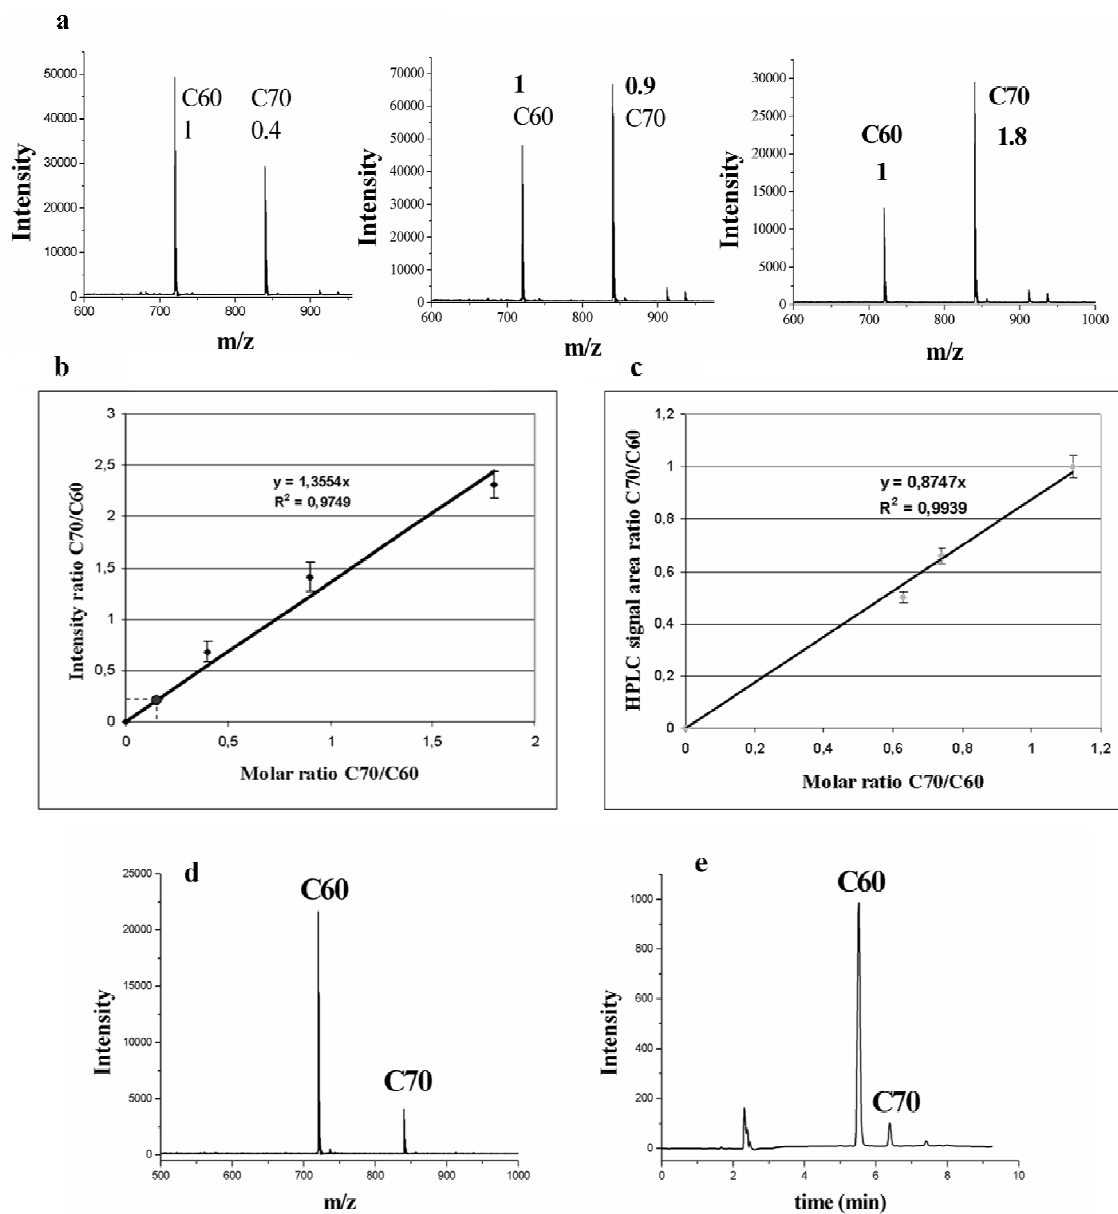 a
50000
40000
30000
20000
10000
0
600
700
800
900
Intensity
m/z
C60
1
C70
0.4
70000
60000
50000
40000
30000
20000
10000
0
600
700
800
900
Intensity
m/z
1
C60
0.9
C70
30000
25000
20000
15000
10000
5000
0
600
700
800
900
1000
Intensity
m/z
C60
1
C70
1.8
b
3
2,5
2
1,5
1
0,5
0
0
0,5
1
1,5
2
Intensity ratio C70/C60
Molar ratio C70/C60
y = 1,3554x
R² = 0,9749
c
1,2
1
0,8
0,6
0,4
0,2
0
0
0,2
0,4
0,6
0,8
1
1,2
HPLC signal area ratio C70/C60
Molar ratio C70/C60
y = 0,8747x
R² = 0,9939
d
25000
20000
15000
10000
5000
0
500
600
700
800
900
1000
Intensity
m/z
C60
C70
e
1000
800
600
400
200
0
0
2
4
6
8
10
Intensity
time (min)
C60
C70